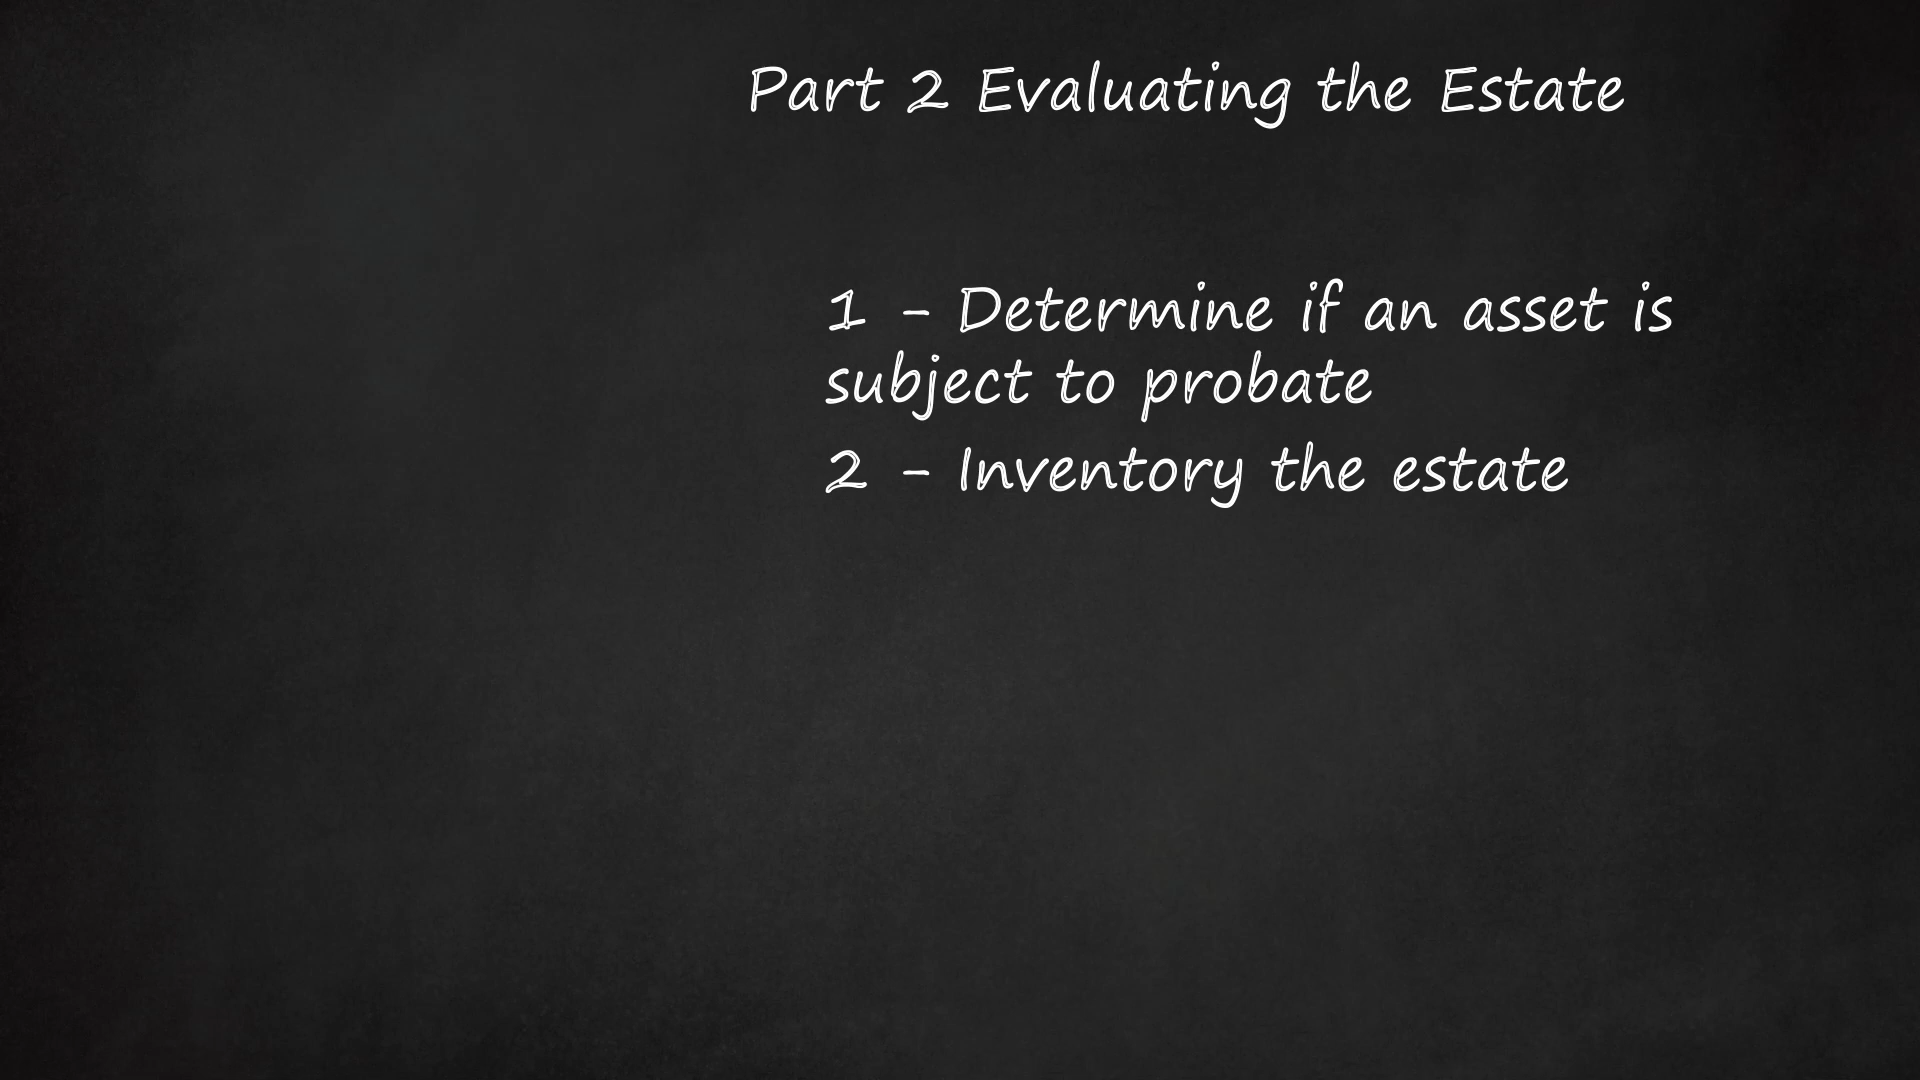 Part 2 Evaluating the Estate
1 - Determine if an asset is
subject to probate
2 - Inventory the estate